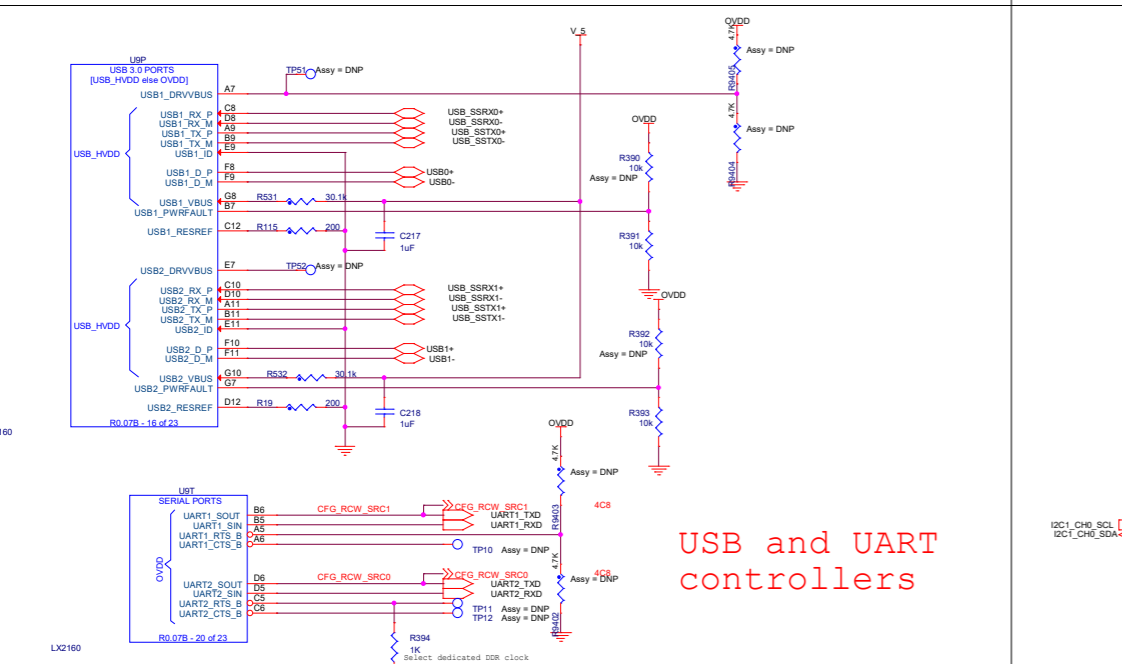 OVDD
4.7K
Assy = DNP
R9405
V_5
U9P
USB 3.0 PORTS
[USB_HVDD else OVDD]
TP51
Assy = DNP
USB1_DRVVBUS
A7
USB1_RX_P
C8
USB_SSRX0+
USB1_RX_M
D8
USB_SSRX0-
USB1_TX_P
A9
USB_SSTX0+
USB1_TX_M
B9
USB_SSTX0-
USB1_ID
E9
USB_HVDD
4.7K
Assy = DNP
R9404
OVDD
R390
10k
Assy = DNP
USB1_D_P
F8
USB0+
USB1_D_M
F9
USB0-
USB1_VBUS
G8
R531
30.1k
USB1_PWRFAULT
B7
USB1_RESREF
C12
R115
200
C217
1uF
R391
10k
USB2_DRVVBUS
E7
TP52
Assy = DNP
USB2_RX_P
C10
USB_SSRX1+
USB2_RX_M
D10
USB_SSRX1-
USB2_TX_P
A11
USB_SSTX1+
USB2_TX_M
B11
USB_SSTX1-
USB2_ID
E11
USB_HVDD
OVDD
R392
10k
Assy = DNP
USB2_D_P
F10
USB1+
USB2_D_M
F11
USB1-
USB2_VBUS
G10
R532
30.1k
USB2_PWRFAULT
G7
USB2_RESREF
D12
R19
200
C218
1uF
R393
10k
R0.07B - 16 of 23
160
OVDD
4.7K
Assy = DNP
R9403
U9T
SERIAL PORTS
UART1_SOUT
B6
CFG_RCW_SRC1
CFG_RCW_SRC1
4C8
UART1_TXD
UART1_SIN
B5
UART1_RXD
UART1_RTS_B
A5
UART1_CTS_B
A6
TP10
Assy = DNP
OVDD
4.7K
Assy = DNP
R9402
UART2_SOUT
D6
CFG_RCW_SRC0
CFG_RCW_SRC0
4C8
UART2_TXD
UART2_SIN
D5
UART2_RXD
UART2_RTS_B
C5
TP11
Assy = DNP
UART2_CTS_B
C6
TP12
Assy = DNP
R0.07B - 20 of 23
LX2160
R394
1K
Select dedicated DDR clock
USB and UART
controllers
I2C1_CH0_SCL
I2C1_CH0_SDA